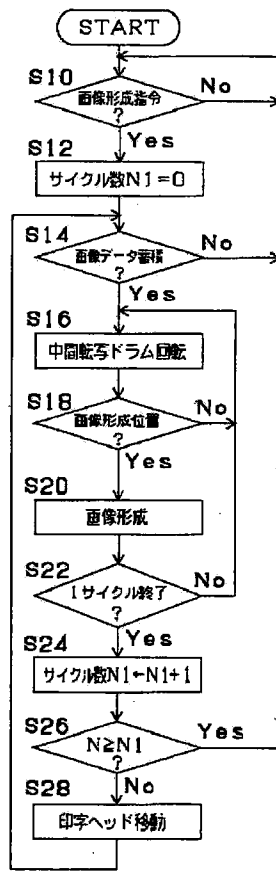 START
S10
画像形成指令
?
No
Yes
S12
サイクル数N1=0
S14
画像データ蓄積
?
No
Yes
S16
中間転写ドラム回転
S18
画像形成位置
?
No
Yes
S20
画像形成
S22
1サイクル終了
?
No
Yes
S24
サイクル数N1←N1+1
S26
N≧N1
?
Yes
No
S28
印字ヘッド移動